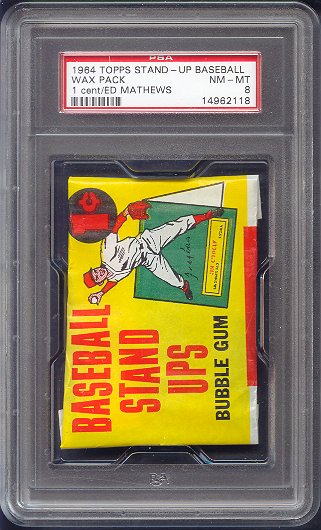 PSA
1964 TOPPS STAND-UP BASEBALL
WAX PACK NM-MT
1 cent/ED MATHEWS 8
14962118
1¢
BASEBALL
STAND
UPS
BUBBLE GUM